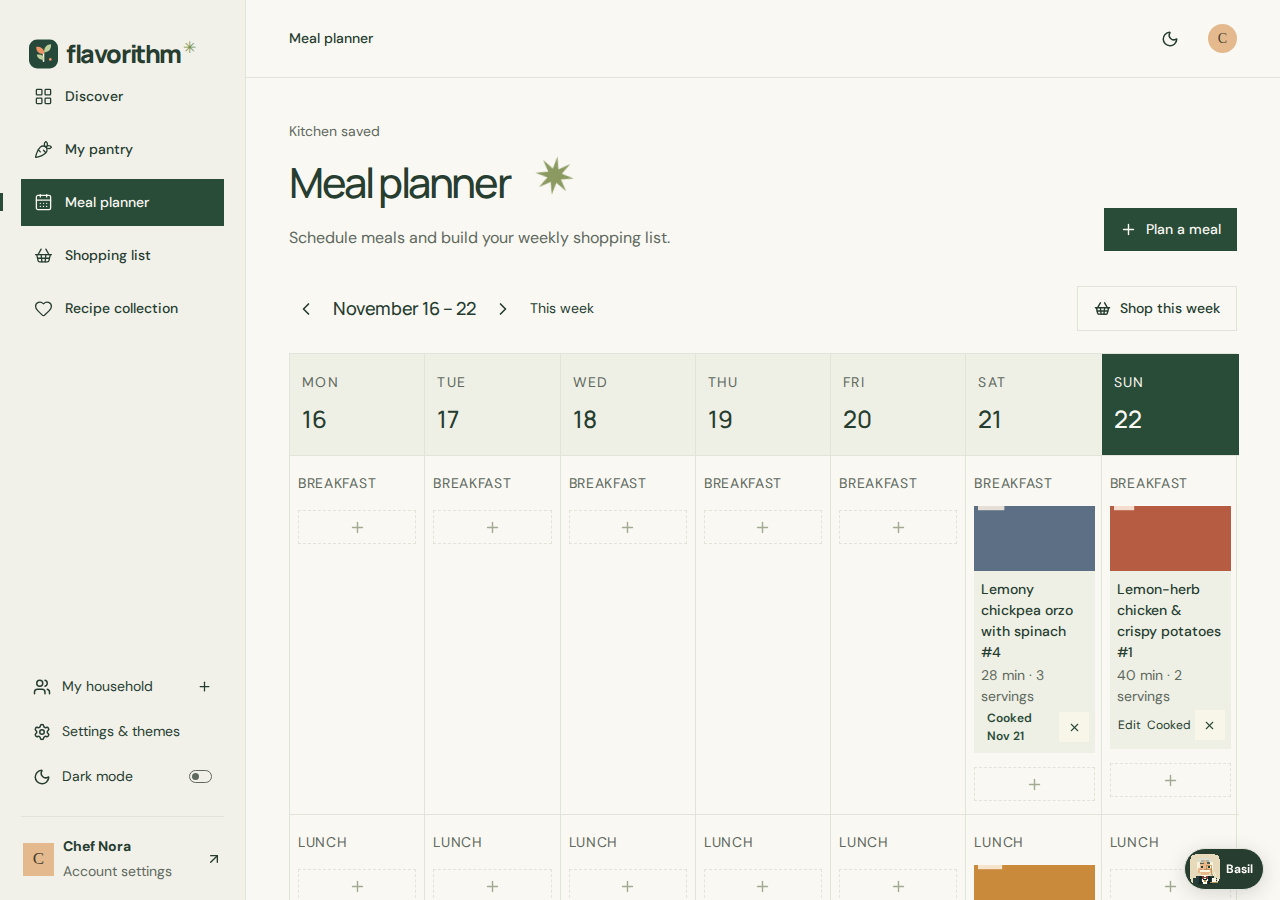 flavorithm
Discover
My pantry
Meal planner
Shopping list
Recipe collection
My household
Settings & themes
Dark mode
C
Chef Nora
Account settings
Meal planner
C
Kitchen saved
Meal planner
Schedule meals and build your weekly shopping list.
Plan a meal
November 16 – 22
This week
Shop this week
MON
16
TUE
17
WED
18
THU
19
FRI
20
SAT
21
SUN
22
BREAKFAST
BREAKFAST
BREAKFAST
BREAKFAST
BREAKFAST
BREAKFAST
Lemony
chickpea orzo
with spinach
#4
28 min · 3
servings
Cooked
Nov 21
BREAKFAST
Lemon-herb
chicken &
crispy potatoes
#1
40 min · 2
servings
Edit Cooked
LUNCH
LUNCH
LUNCH
LUNCH
LUNCH
LUNCH
LUNCH
Basil